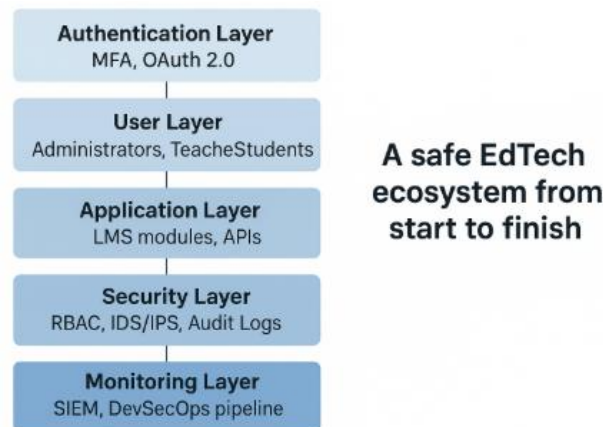 Authentication Layer
MFA, OAuth 2.0
User Layer
Administrators, TeacheStudents
Application Layer
LMS modules, APIs
Security Layer
RBAC, IDS/IPS, Audit Logs
Monitoring Layer
SIEM, DevSecOps pipeline
A safe EdTech
ecosystem from
start to finish